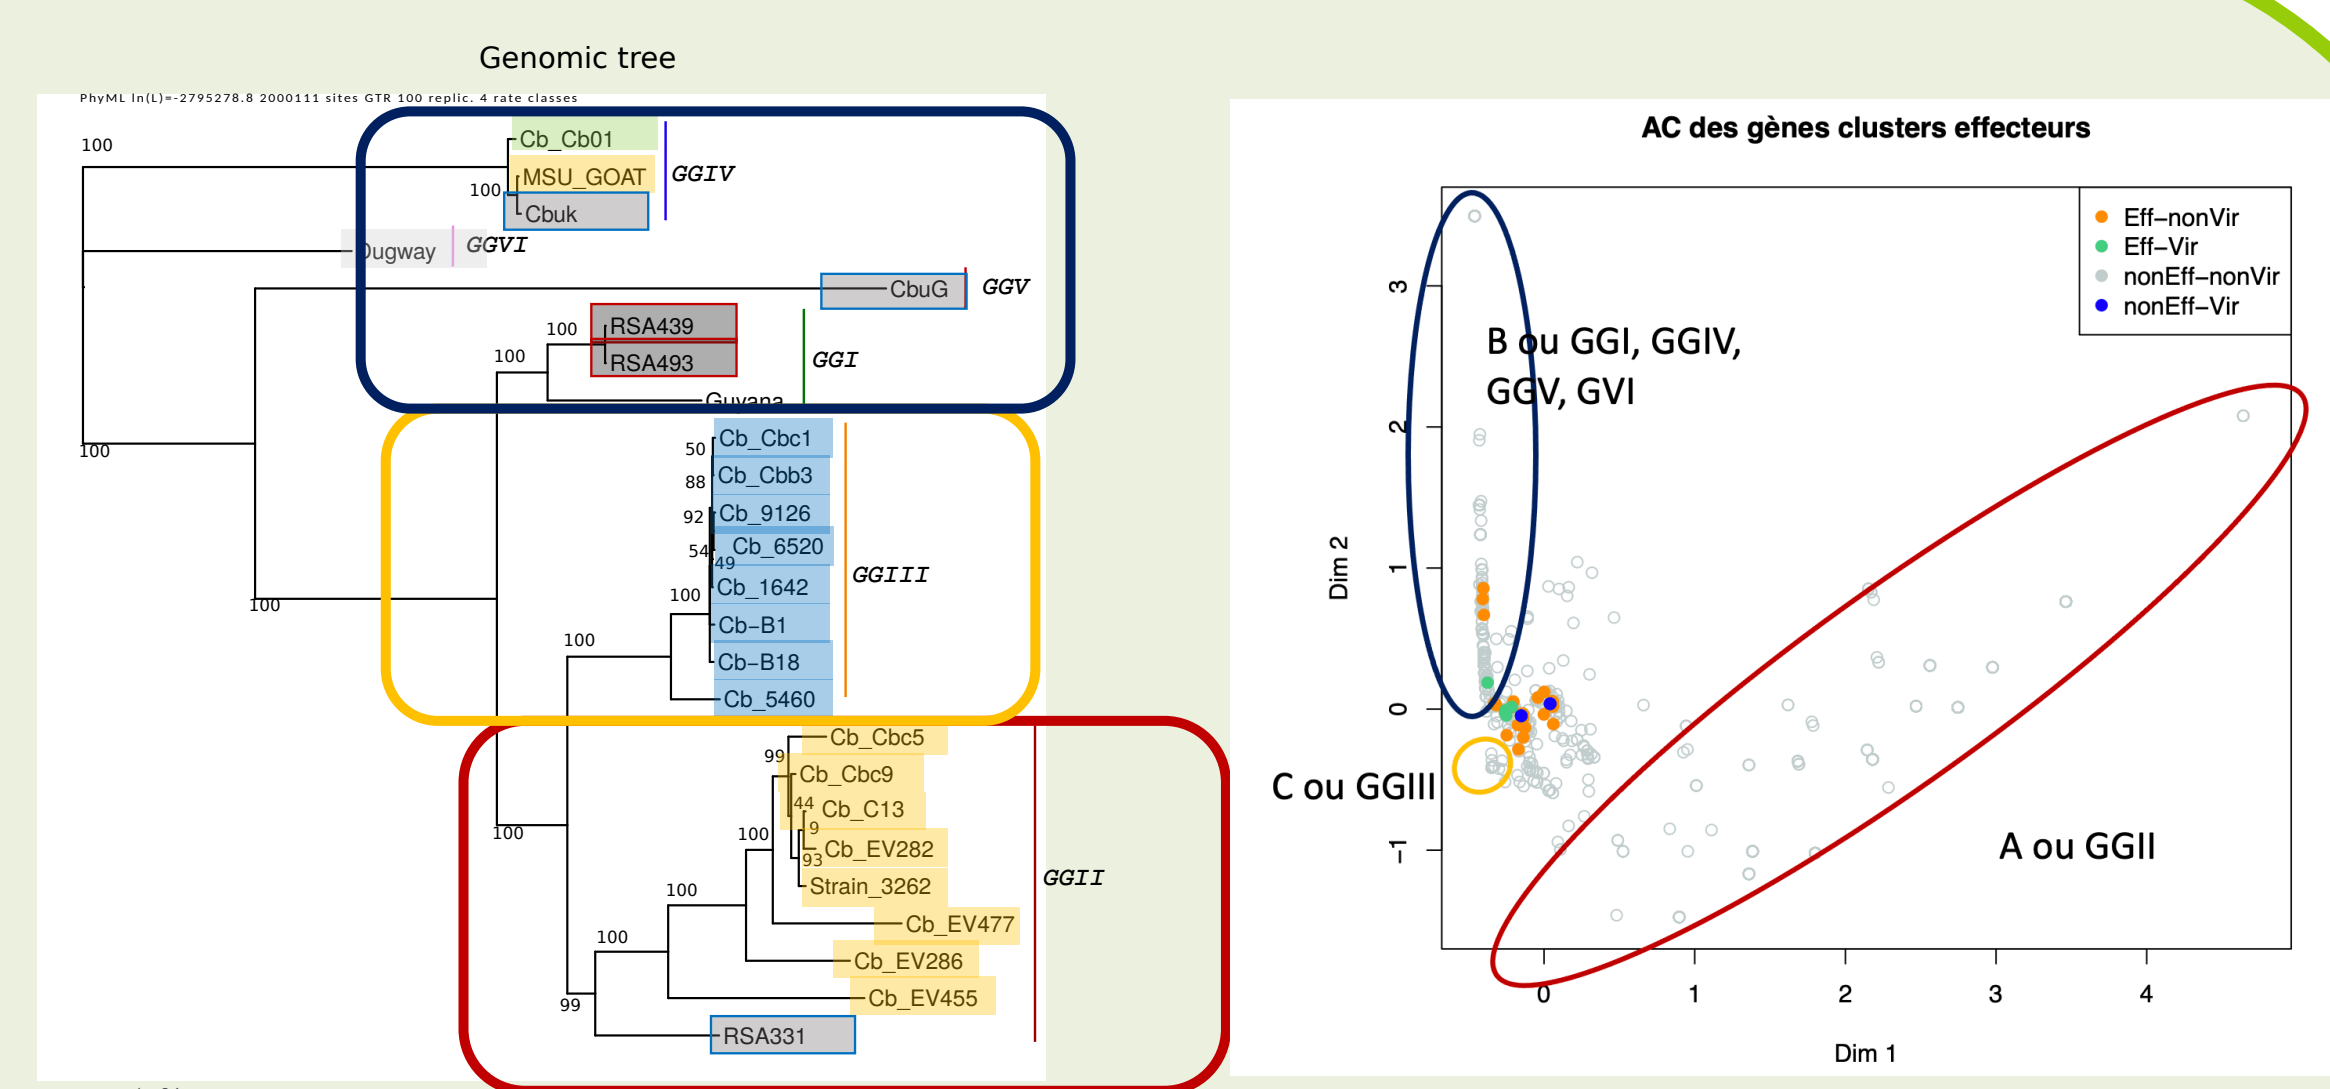 Genomic tree
PhyML ln(L)=-2795278.8 2000111 sites GTR 100 replic. 4 rate classes
100
Cb_Cb01
MSU_GOAT
GGIV
100
Cbuk
Dugway
GGVI
CbuG
GGV
100
RSA439
100
RSA493
GGI
Guyana
100
50
Cb_Cbc1
88
Cb_Cbb3
92
Cb_9126
54
Cb_6520
49
GGIII
Cb_1642
100
100
Cb-B1
100
Cb-B18
Cb_5460
99
Cb_Cbc5
Cb_Cbc9
44
Cb_C13
9
100
100
Cb_EV282
93
Strain_3262
GGII
100
Cb_EV477
100
Cb_EV286
99
Cb_EV455
RSA331
AC des gènes clusters effecteurs
Eff-nonVir
Eff-Vir
nonEff-nonVir
nonEff-Vir
B ou GGI, GGIV,
GGV, GVI
C ou GGIII
A ou GGII
Dim 2
3
2
1
0
-1
0
1
2
3
4
Dim 1